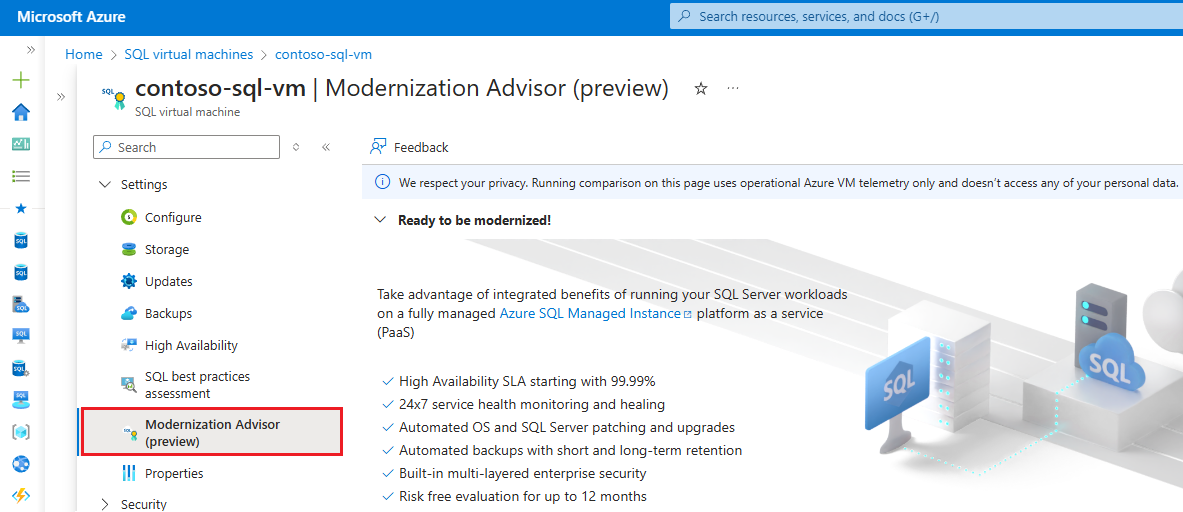 Microsoft Azure
Search resources, services, and docs (G+/)
Home > SQL virtual machines > contoso-sql-vm
contoso-sql-vm | Modernization Advisor (preview)
SQL virtual machine
Search
Feedback
We respect your privacy. Running comparison on this page uses operational Azure VM telemetry only and doesn't access any of your personal data.
Settings
Configure
Storage
Updates
Backups
High Availability
SQL best practices
assessment
Modernization Advisor
(preview)
Properties
Security
Ready to be modernized!
Take advantage of integrated benefits of running your SQL Server workloads
on a fully managed Azure SQL Managed Instance platform as a service
(PaaS)
High Availability SLA starting with 99.99%
24x7 service health monitoring and healing
Automated OS and SQL Server patching and upgrades
Automated backups with short and long-term retention
Built-in multi-layered enterprise security
Risk free evaluation for up to 12 months
SQL
SQL